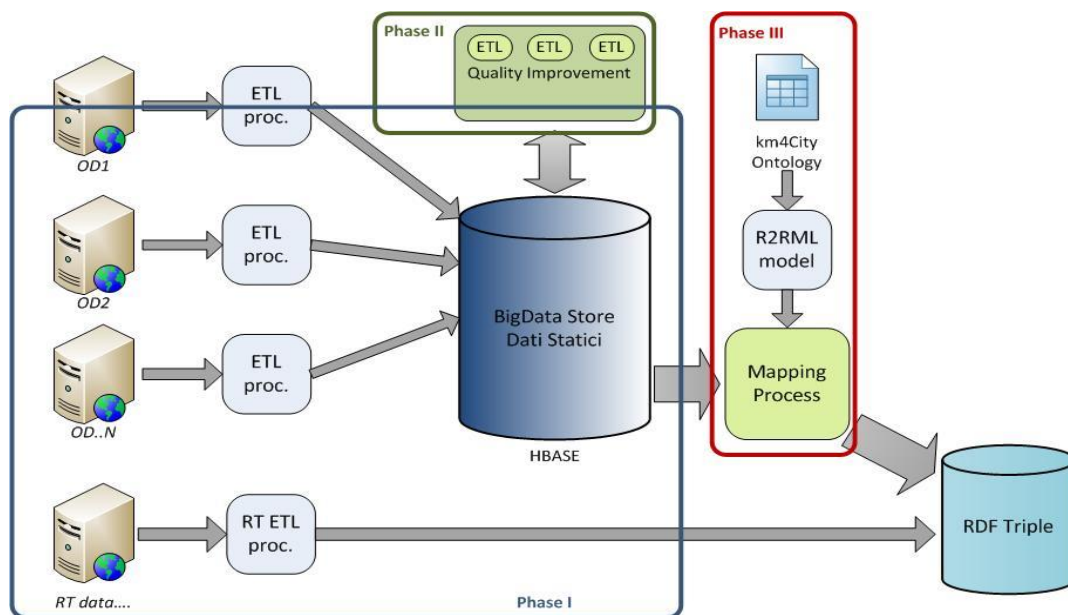 Phase II
ETL ETL ETL
Quality Improvement
Phase III
km4City
Ontology
R2RML
model
Mapping
Process
OD1
ETL
proc.
OD2
ETL
proc.
OD..N
ETL
proc.
BigData Store
Dati Statici
HBASE
RT data....
RT ETL
proc.
Phase I
RDF Triple